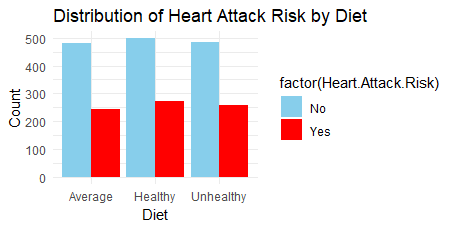 Distribution of Heart Attack Risk by Diet
500
400
300
200
100
0
Count
Average Healthy Unhealthy
Diet
factor(Heart.Attack.Risk)
No
Yes